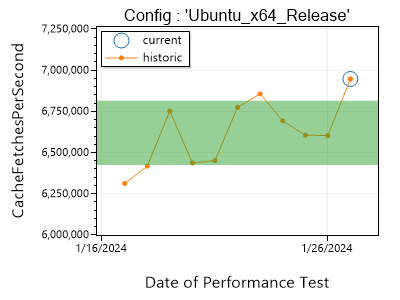 Config : 'Ubuntu_x64_Release'
current
historic
CacheFetchesPerSecond
7,250,000
7,000,000
6,750,000
6,500,000
6,250,000
6,000,000
1/16/2024
1/26/2024
Date of Performance Test